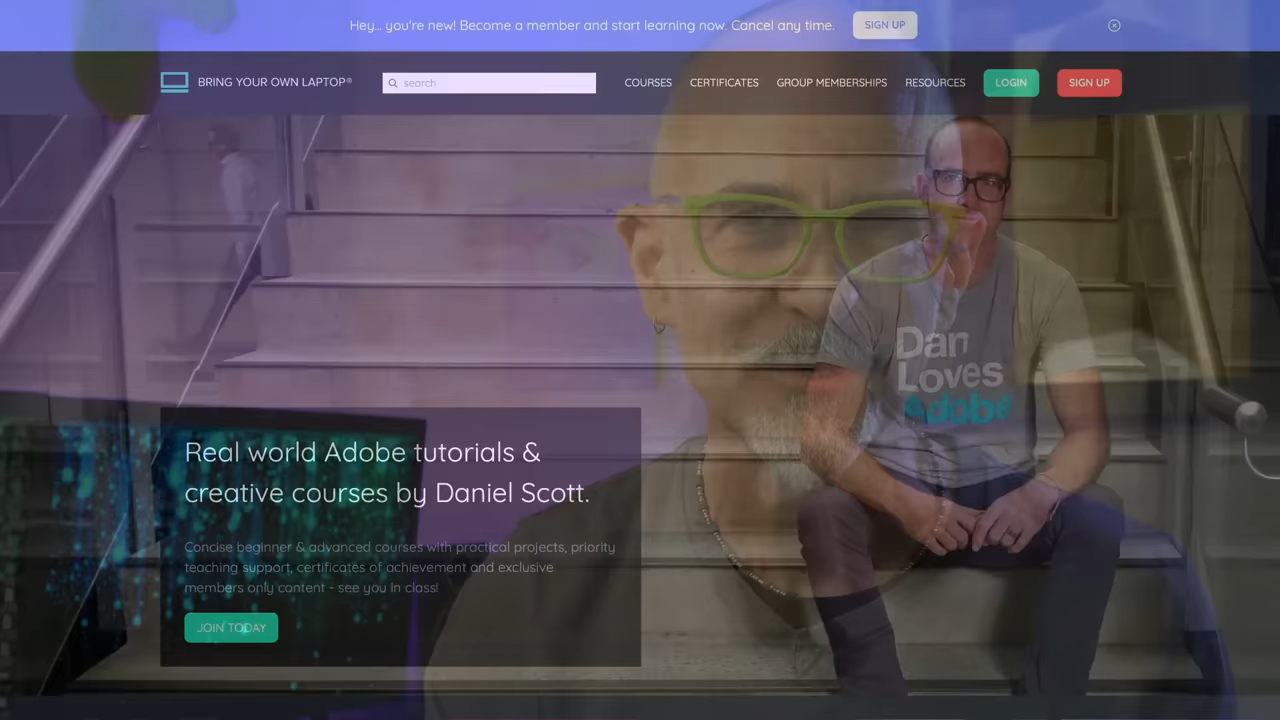 Hey... you're new! Become a member and start learning now. Cancel any time.
SIGN UP
BRING YOUR OWN LAPTOP®
search
COURSES
CERTIFICATES
GROUP MEMBERSHIPS
RESOURCES
LOGIN
SIGN UP
Dan
Loves
Adobe
Real world Adobe tutorials &
creative courses by Daniel Scott.
Concise beginner & advanced courses with practical projects, priority
teaching support, certificates of achievement and exclusive
members only content - see you in class!
JOIN TODAY